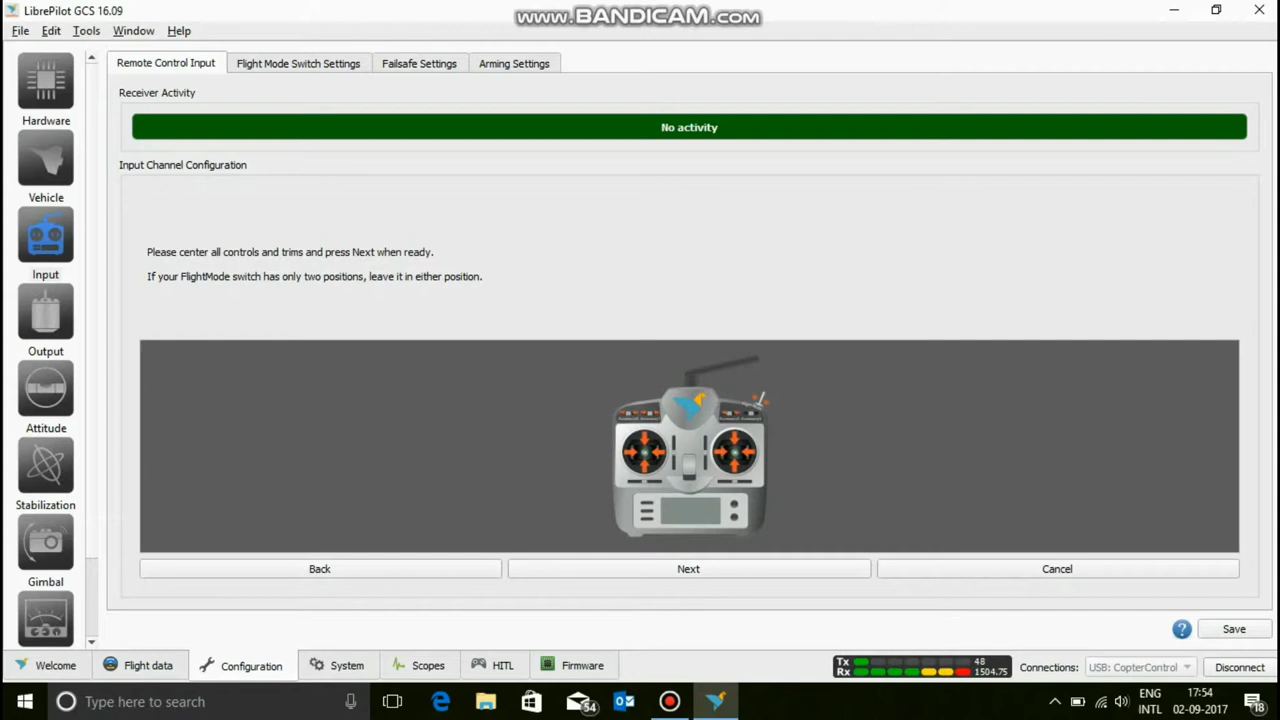 LibrePilot GCS 16.09
www.BANDICAM.com
File Edit Tools Window Help
Remote Control Input Flight Mode Switch Settings Failsafe Settings Arming Settings
Receiver Activity
No activity
Input Channel Configuration
Please center all controls and trims and press Next when ready.
If your FlightMode switch has only two positions, leave it in either position.
Hardware
Vehicle
Input
Output
Attitude
Stabilization
Gimbal
Back Next Cancel
Save
Welcome Flight data Configuration System Scopes HITL Firmware
Tx 48
Rx 1504.75
Connections: USB: CopterControl Disconnect
Type here to search
54
ENG
INTL
17:54
02-09-2017
18